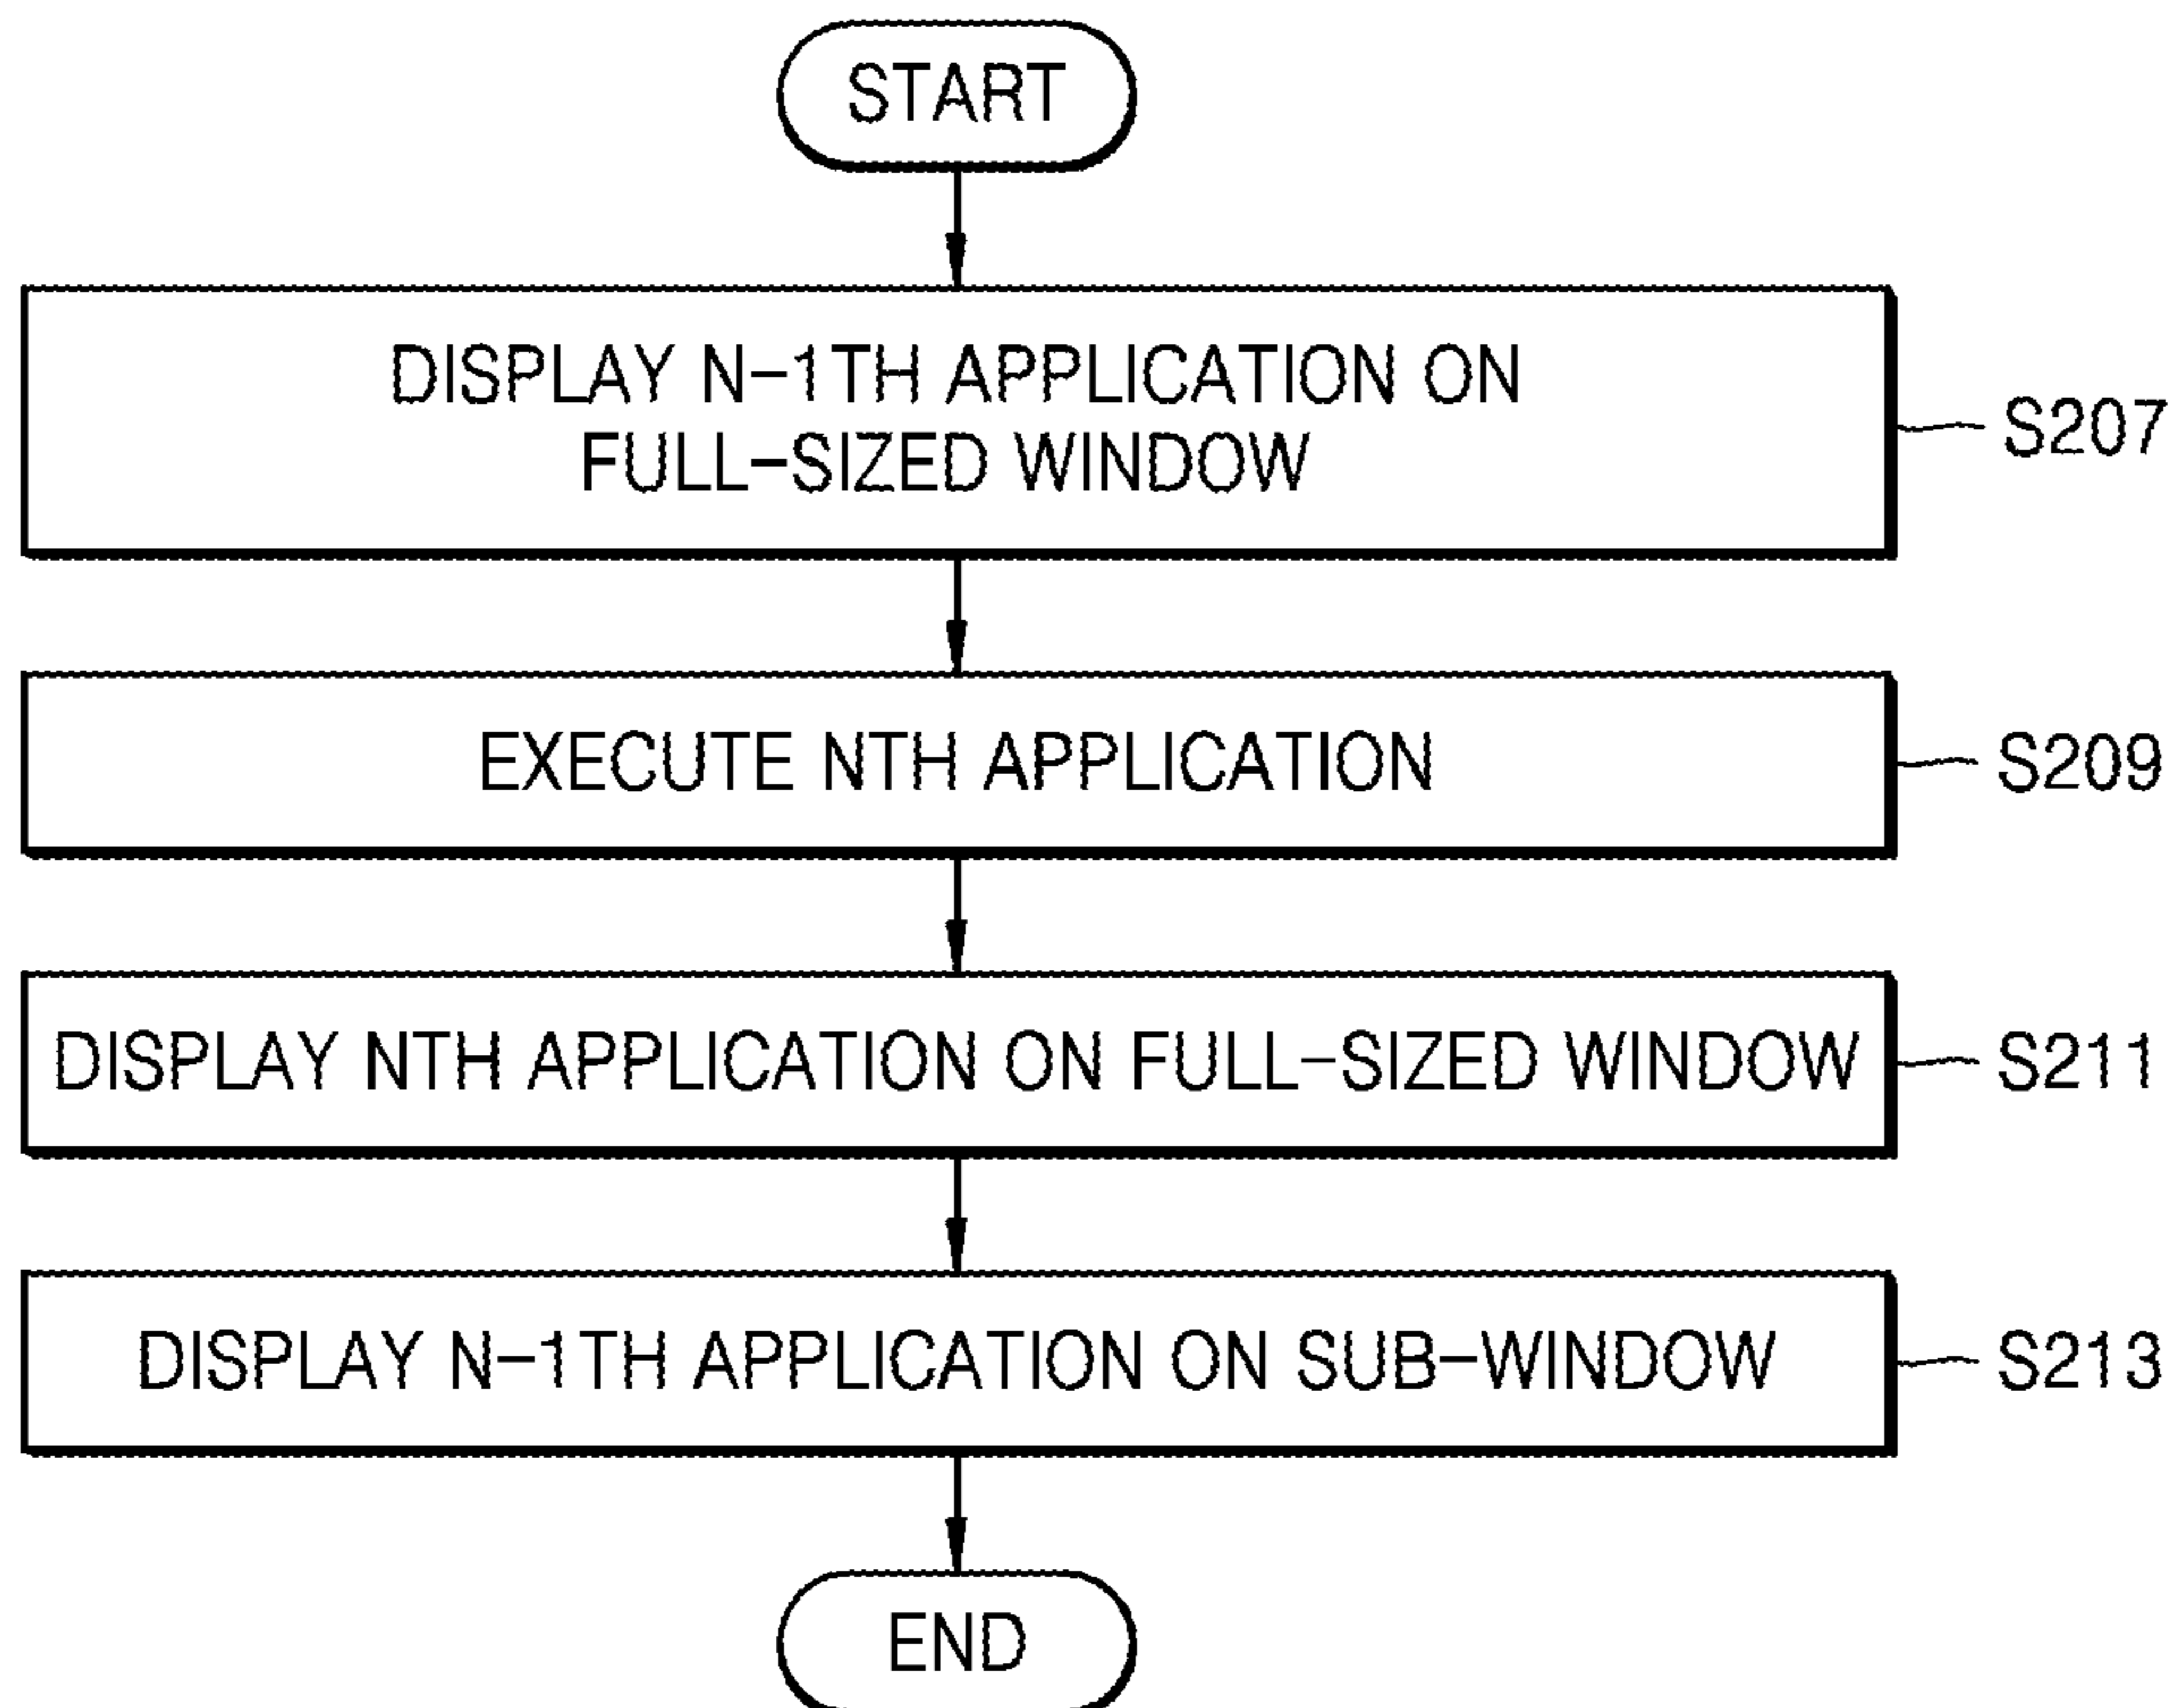 START
DISPLAY N-1TH APPLICATION ON
FULL-SIZED WINDOW
S207
EXECUTE NTH APPLICATION
S209
DISPLAY NTH APPLICATION ON FULL-SIZED WINDOW
S211
DISPLAY N-1TH APPLICATION ON SUB-WINDOW
S213
END